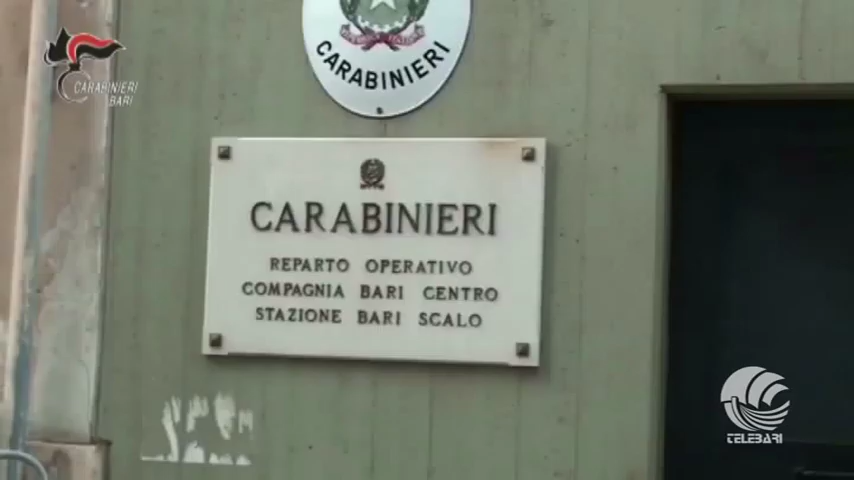 CARABINIERI
BARI
CARABINIERI
CARABINIERI
REPARTO OPERATIVO
COMPAGNIA BARI CENTRO
STAZIONE BARI SCALO
TELEBARI